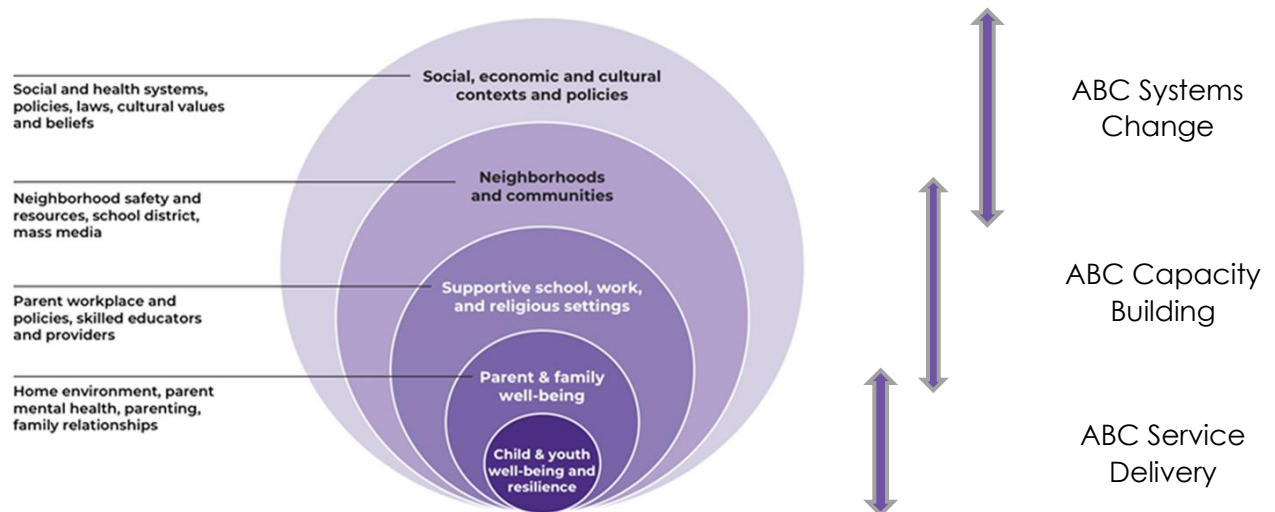 Social, economic and cultural
contexts and policies
Social and health systems,
policies, laws, cultural values
and beliefs
ABC Systems
Change
Neighborhoods
and communities
Neighborhood safety and
resources, school district,
mass media
Supportive school, work,
and religious settings
Parent workplace and
policies, skilled educators
and providers
ABC Capacity
Building
Parent & family
well-being
Home environment, parent
mental health, parenting,
family relationships
Child & youth
well-being and
resilience
ABC Service
Delivery